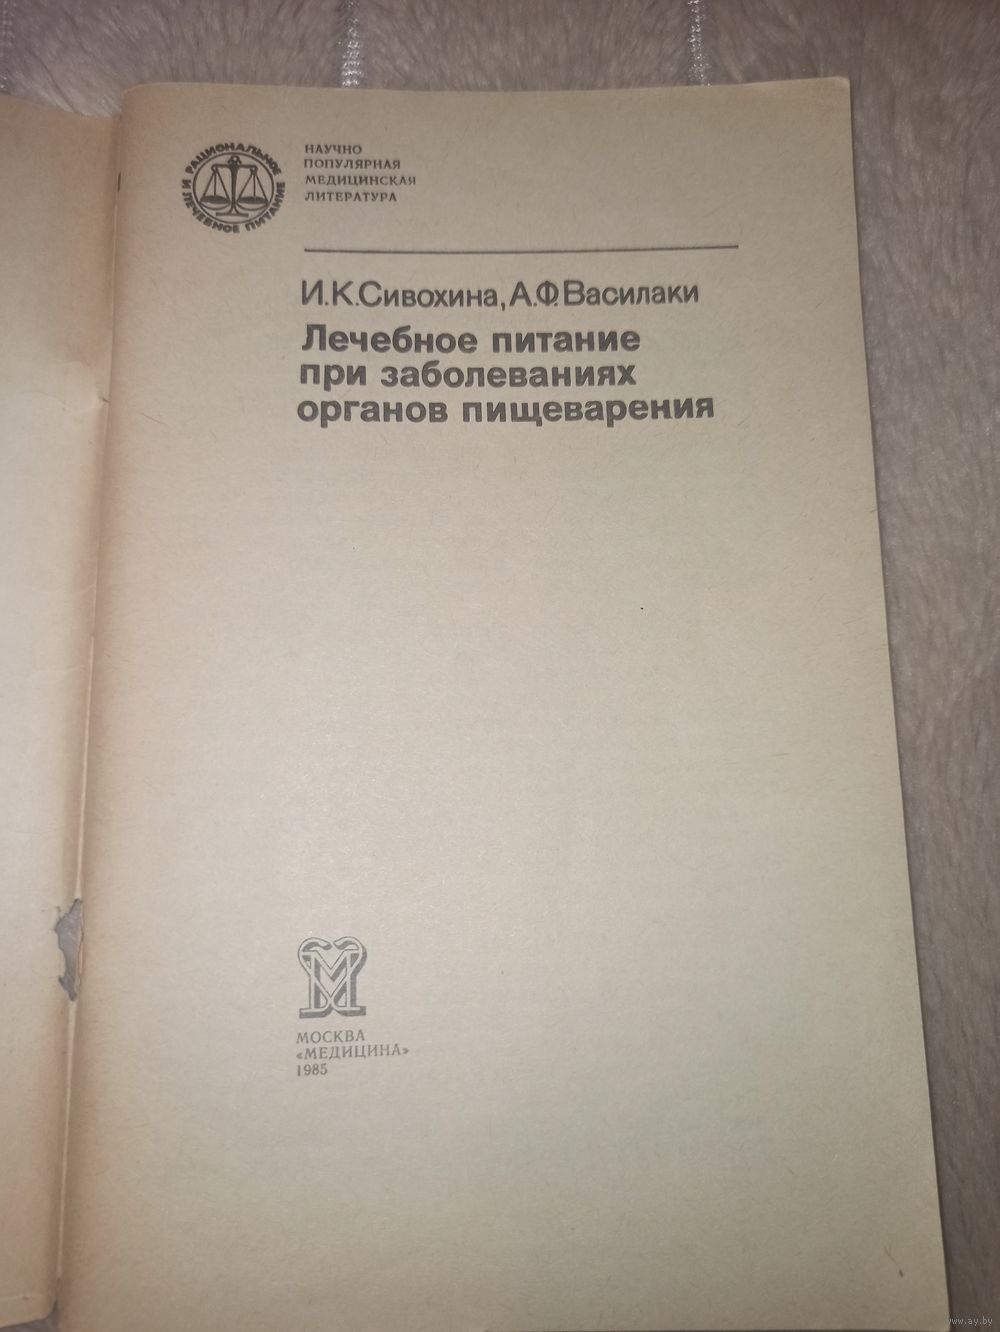 РАЦИОНАЛЬНОЕ
И ЛЕЧЕБНОЕ ПИТАНИЕ
НАУЧНО
ПОПУЛЯРНАЯ
МЕДИЦИНСКАЯ
ЛИТЕРАТУРА
И.К.Сивохина, А.Ф.Василаки
Лечебное питание
при заболеваниях
органов пищеварения
М
МОСКВА
«МЕДИЦИНА»
1985
www.ay.by